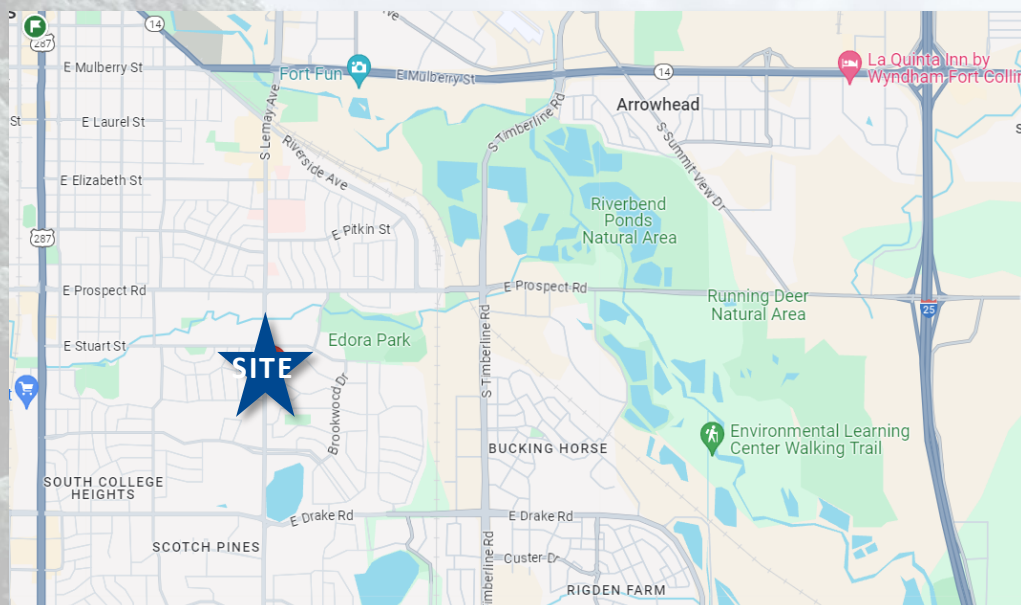 14
287
E Mulberry St
Fort Fun
E Mulberry St
14
La Quinta Inn by
Wyndham Fort Colli
Arrowhead
St
E Laurel St
S Lemay Ave
Riverside Ave
S Timberline Rd
S Summit View Dr
E Elizabeth St
Riverbend
Ponds
Natural Area
E Pitkin St
287
E Prospect Rd
E Prospect Rd
Running Deer
Natural Area
25
E Stuart St
Edora Park
SITE
S Timberline Rd
Brookwood Dr
Environmental Learning
Center Walking Trail
BUCKING HORSE
SOUTH COLLEGE
HEIGHTS
E Drake Rd
E Drake Rd
SCOTCH PINES
Custer Dr
mberline Rd
RIGDEN FARM